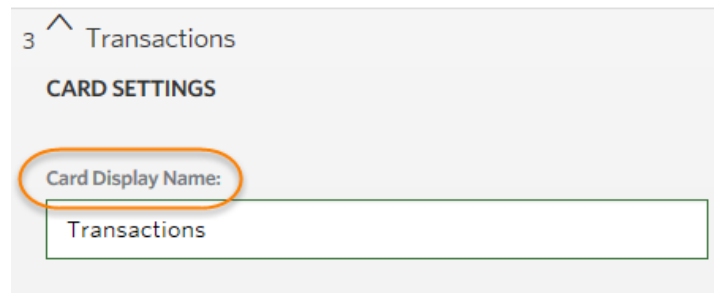 3 Transactions
CARD SETTINGS
Card Display Name:
Transactions